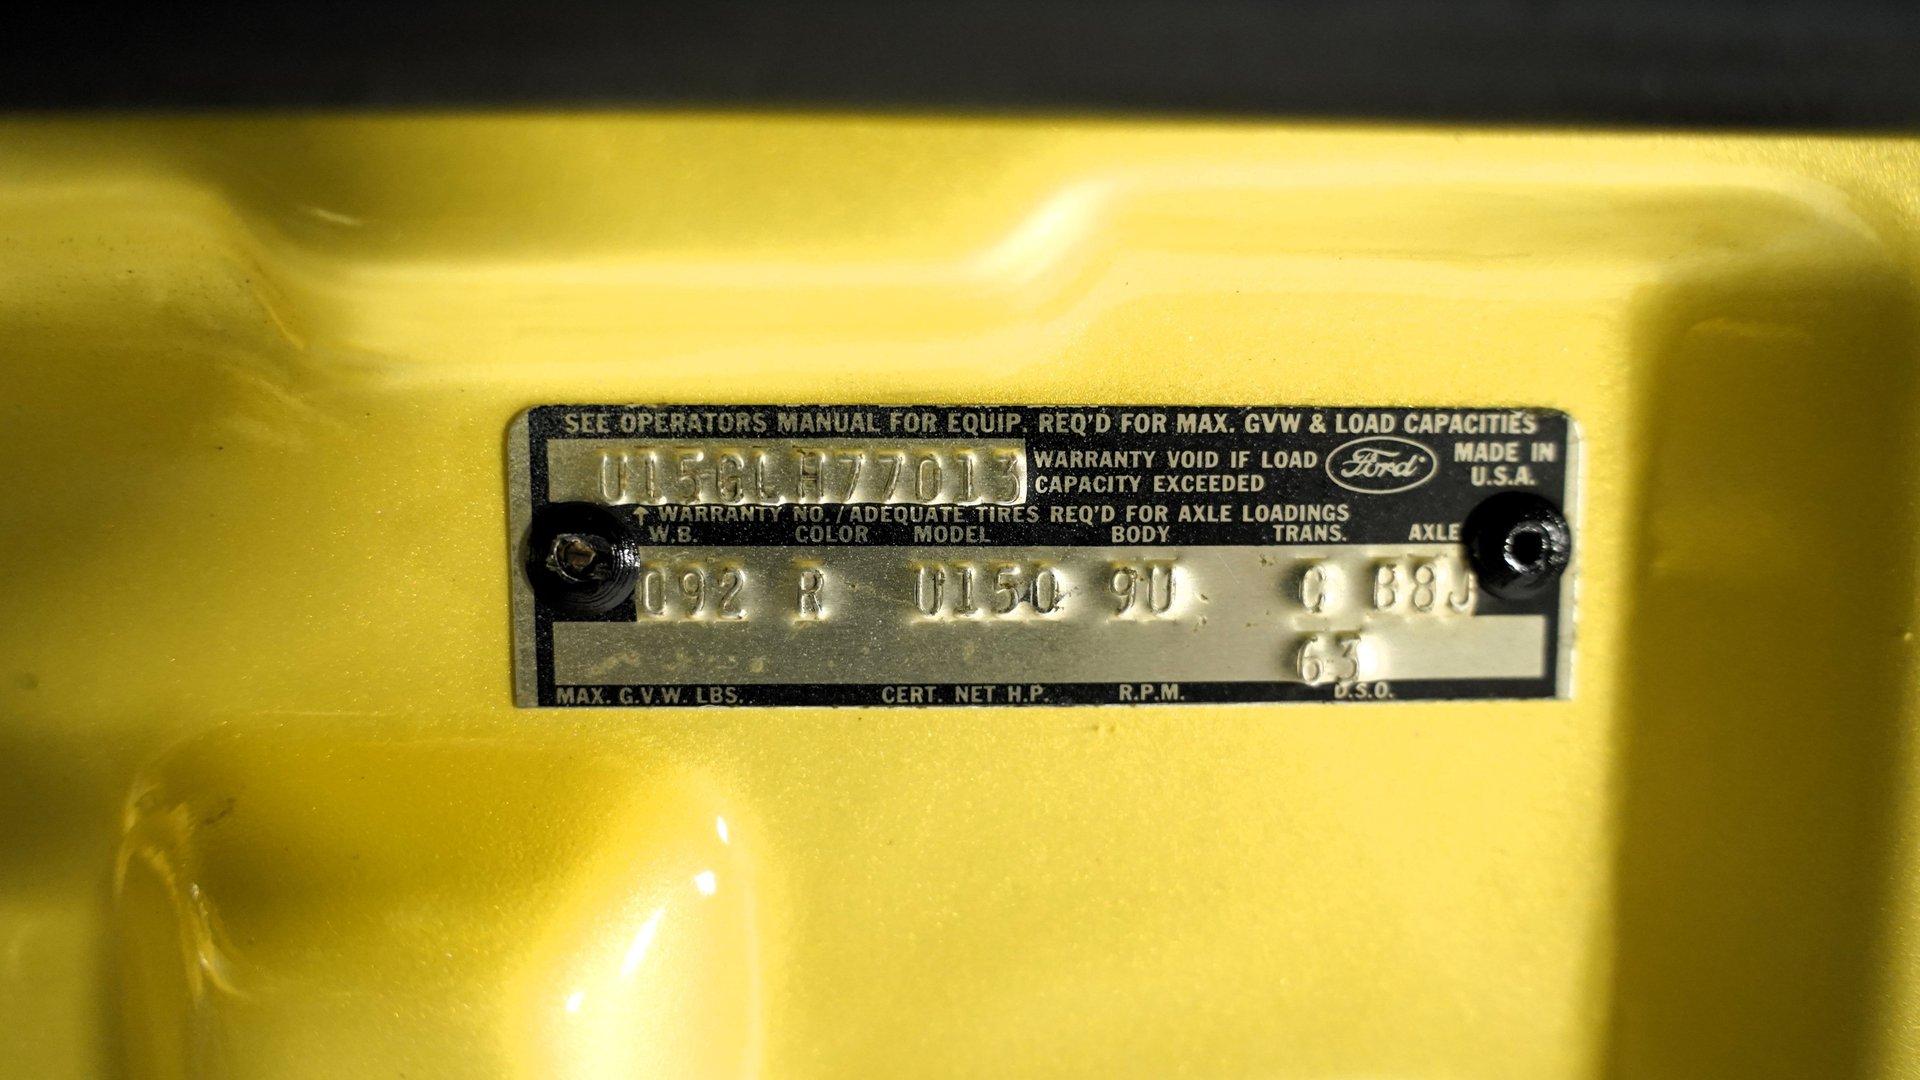 SEE OPERATORS MANUAL FOR EQUIP. REQ'D FOR MAX. GVW & LOAD CAPACITIES
U15GLH77013
WARRANTY VOID IF LOAD
CAPACITY EXCEEDED
Ford
MADE IN
U.S.A.
↑ WARRANTY NO./ADEQUATE TIRES REQ'D FOR AXLE LOADINGS
W.B. COLOR MODEL BODY TRANS. AXLE
092 R U150 9U G B8J
63
MAX. G.V.W. LBS. CERT. NET H.P. R.P.M. D.S.O.